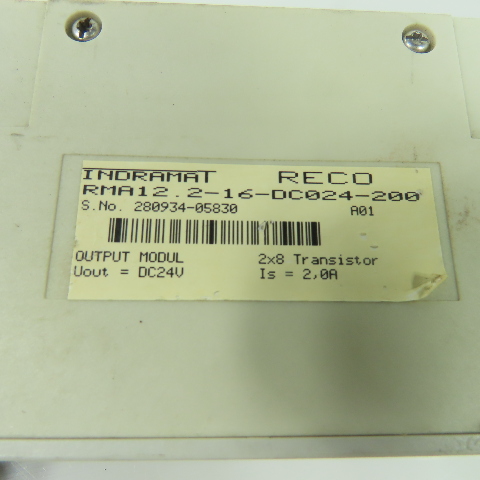 INDRAMAT RECO
RMA12.2-16-DC024-200
S.No. 280934-05830 A01
OUTPUT MODUL 2x8 Transistor
Uout = DC24V Is = 2,0A